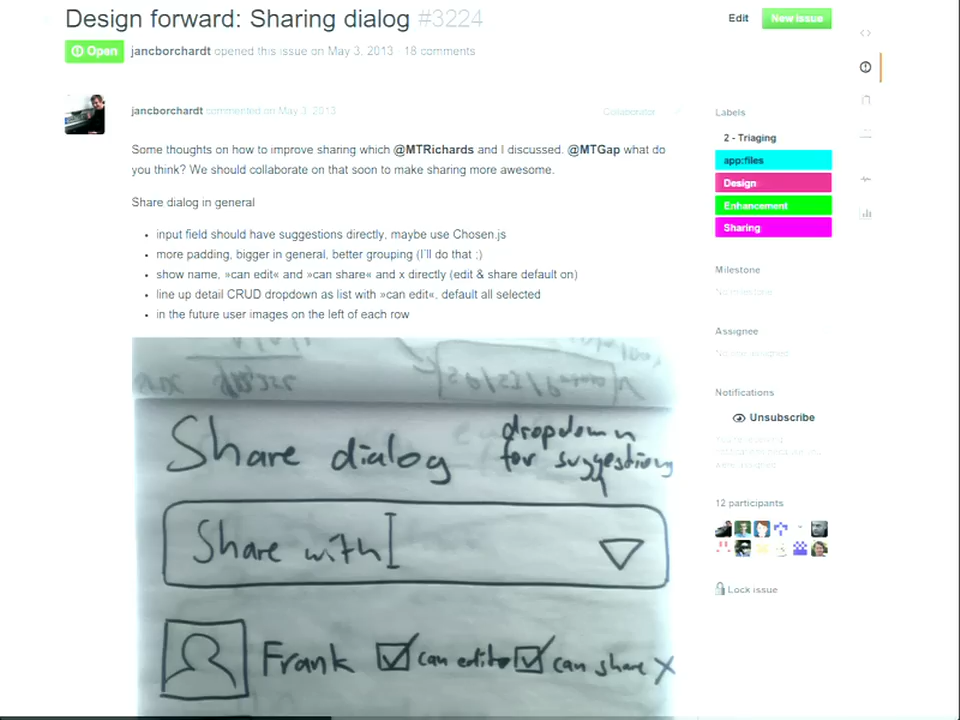 Design forward: Sharing dialog #3224
Edit
New issue
Open
jancborchardt opened this issue on May 3, 2013 · 18 comments
jancborchardt commented on May 3, 2013
Collaborator
Some thoughts on how to improve sharing which @MTRichards and I discussed. @MTGap what do
you think? We should collaborate on that soon to make sharing more awesome.
Share dialog in general
• input field should have suggestions directly, maybe use Chosen.js
• more padding, bigger in general, better grouping (I'll do that ;)
• show name, »can edit« and »can share« and x directly (edit & share default on)
• line up detail CRUD dropdown as list with »can edit«, default all selected
• in the future user images on the left of each row
Share dialog
dropdown
for suggestions
Share with
Frank
can edit
can share X
Labels
2 - Triaging
app:files
Design
Enhancement
Sharing
Milestone
No milestone
Assignee
No one assigned
Notifications
Unsubscribe
12 participants
Lock issue